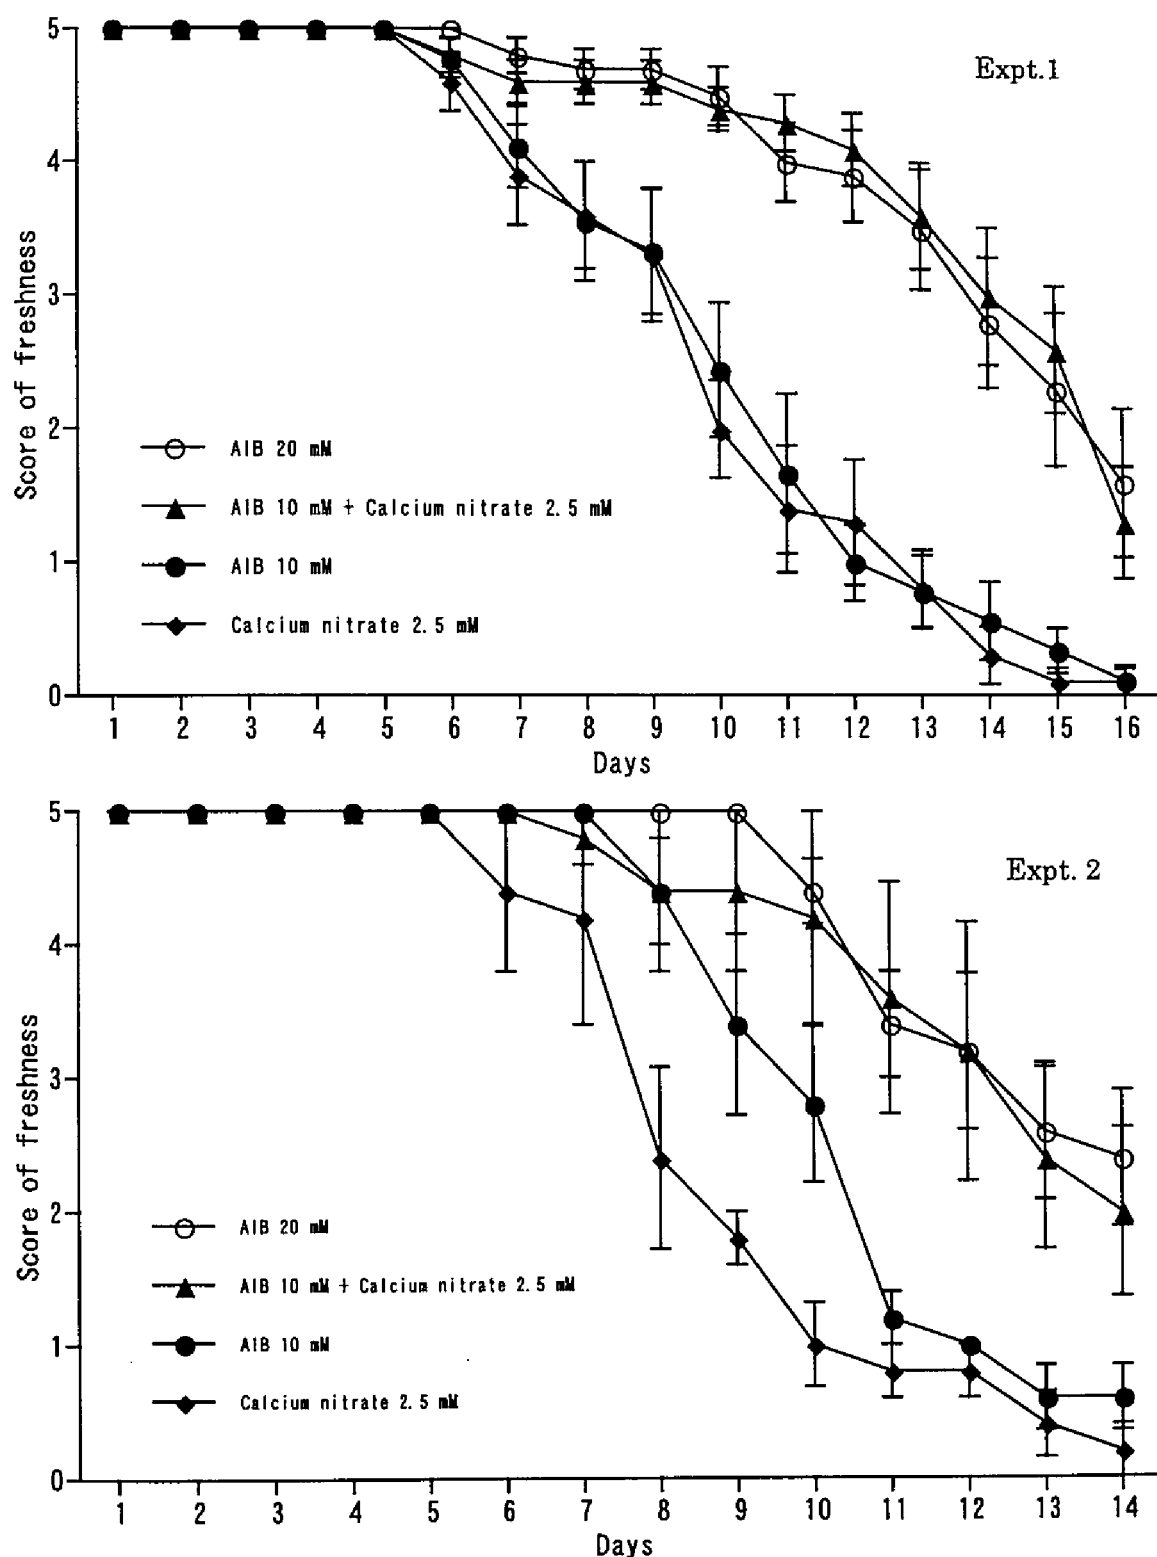 5
Expt.1
4
3
Score of freshness
2
AIB 20 mM
AIB 10 mM + Calcium nitrate 2.5 mM
1
AIB 10 mM
Calcium nitrate 2.5 mM
0
1 2 3 4 5 6 7 8 9 10 11 12 13 14 15 16
Days
5
Expt. 2
4
3
Score of freshness
2
AIB 20 mM
AIB 10 mM + Calcium nitrate 2.5 mM
1
AIB 10 mM
Calcium nitrate 2.5 mM
0
1 2 3 4 5 6 7 8 9 10 11 12 13 14
Days